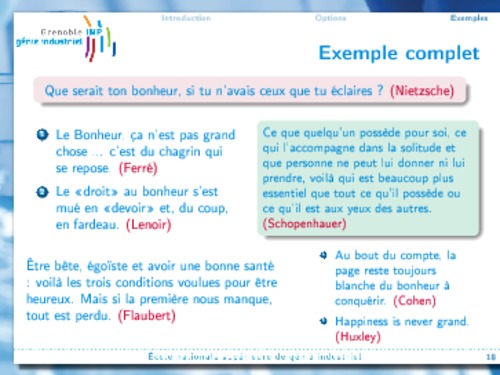 Introduction Options Exemples
Grenoble INP
génie industriel
Exemple complet
Que serait ton bonheur, si tu n'avais ceux que tu éclaires ? (Nietzsche)
1 Le Bonheur, ça n'est pas grand
chose ... c'est du chagrin qui
se repose. (Ferré)
2 Le «droit» au bonheur s'est
mué en «devoir» et, du coup,
en fardeau. (Lenoir)
Ce que quelqu'un possède pour soi, ce
qui l'accompagne dans la solitude et
que personne ne peut lui donner ni lui
prendre, voilà qui est beaucoup plus
essentiel que tout ce qu'il possède ou
ce qu'il est aux yeux des autres.
(Schopenhauer)
Être bête, égoïste et avoir une bonne santé
: voilà les trois conditions voulues pour être
heureux. Mais si la première nous manque,
tout est perdu. (Flaubert)
Au bout du compte, la
page reste toujours
blanche du bonheur à
conquérir. (Cohen)
Happiness is never grand.
(Huxley)
École nationale supérieure de génie industriel 18